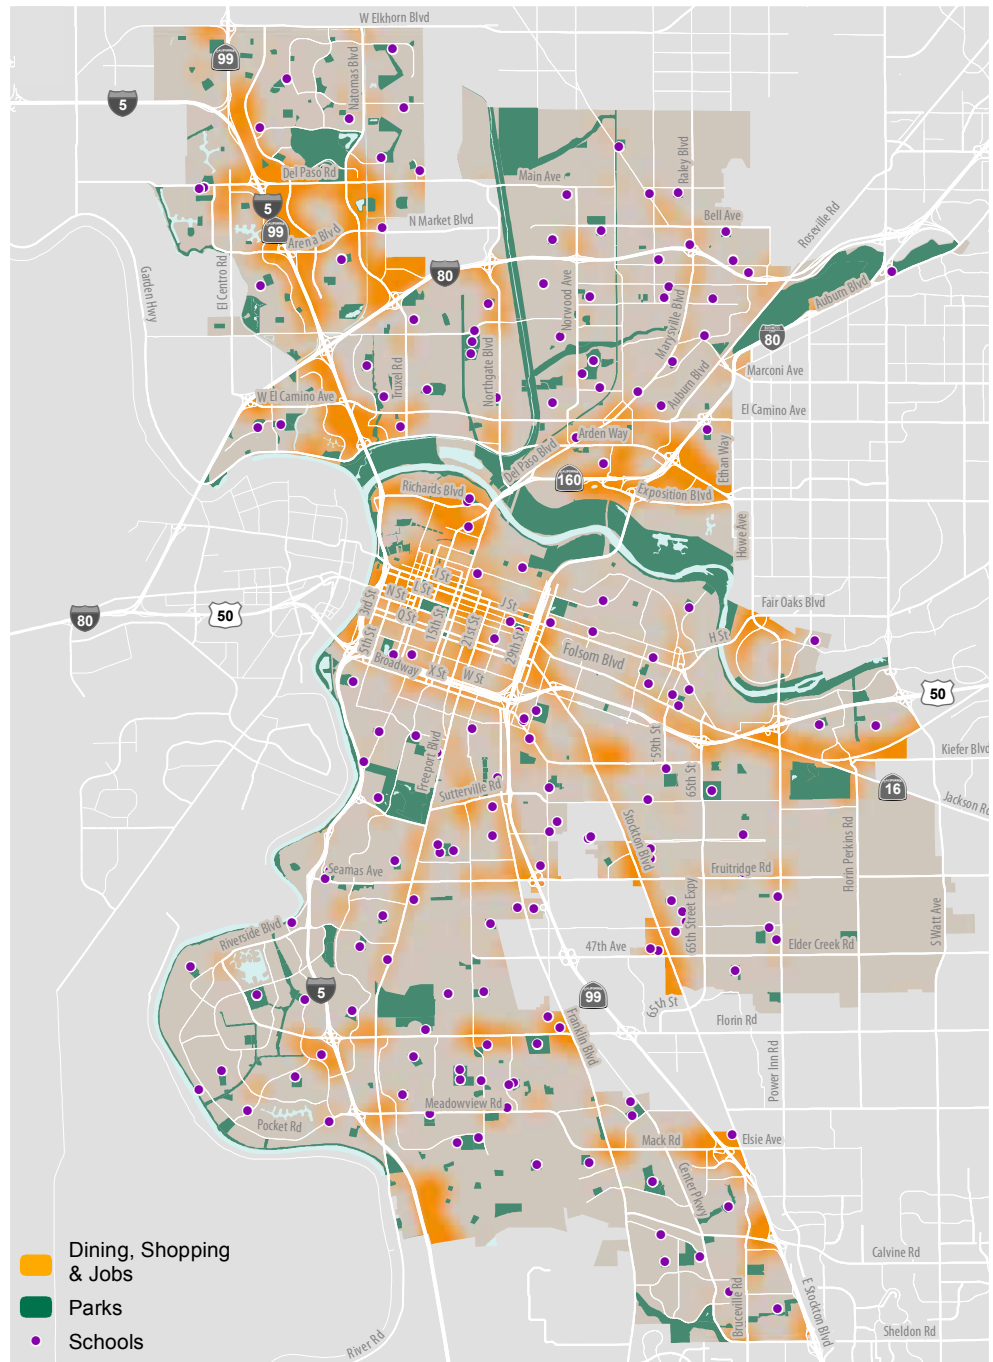 W Elkhorn Blvd
CALIFORNIA
99
Natomas Blvd
5
Raley Blvd
Del Paso Rd
Main Ave
5
CALIFORNIA
99
N Market Blvd
Bell Ave
Roseville Rd
Arena Blvd
El Centro Rd
Garden Hwy
80
Norwood Ave
Auburn Blvd
Marysville Blvd
80
Northgate Blvd
Truxel Rd
Marconi Ave
Auburn Blvd
W El Camino Ave
El Camino Ave
Arden Way
Del Paso Blvd
Ethan Way
CALIFORNIA
160
Richards Blvd
Exposition Blvd
Howe Ave
I St
L St
N St
3rd St
J St
Q St
15th St
21st St
Fair Oaks Blvd
80
50
5th St
29th St
H St
Folsom Blvd
Broadway
X St
W St
50
Freeport Blvd
59th St
65th St
Kiefer Blvd
Sutterville Rd
CALIFORNIA
16
Jackson Rd
Stockton Blvd
Florin Perkins Rd
Seamas Ave
Fruitridge Rd
65th Street Expy
S Watt Ave
Riverside Blvd
47th Ave
Elder Creek Rd
5
CALIFORNIA
99
65th St
Florin Rd
Franklin Blvd
Power Inn Rd
Meadowview Rd
Pocket Rd
Mack Rd
Elsie Ave
Center Pkwy
Calvine Rd
Bruceville Rd
E Stockton Blvd
Sheldon Rd
River Rd
Dining, Shopping
& Jobs
Parks
Schools